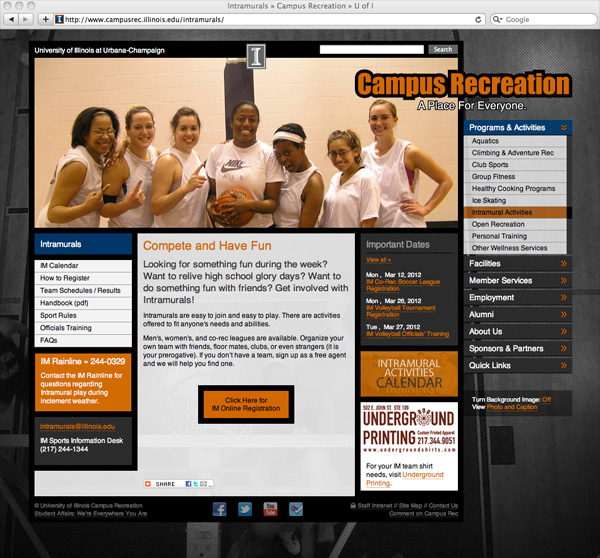 Intramurals » Campus Recreation » U of I
http://www.campusrec.illinois.edu/intramurals/
Google
University of Illinois at Urbana-Champaign
I
Search
Campus Recreation
A Place For Everyone.
NIKE
Programs & Activities
Aquatics
Climbing & Adventure Rec
Club Sports
Group Fitness
Healthy Cooking Programs
Ice Skating
Intramural Activities
Open Recreation
Personal Training
Other Wellness Services
Facilities
Member Services
Employment
Alumni
About Us
Sponsors & Partners
Quick Links
Turn Background Image: Off
View Photo and Caption
Intramurals
IM Calendar
How to Register
Team Schedules / Results
Handbook (pdf)
Sport Rules
Officials Training
FAQs
IM Rainline » 244-0329
Contact the IM Rainline for
questions regarding
Intramural play during
inclement weather.
intramurals@illinois.edu
IM Sports Information Desk
(217) 244-1344
Compete and Have Fun
Looking for something fun during the week?
Want to relive high school glory days? Want to
do something fun with friends? Get involved with
Intramurals!
Intramurals are easy to join and easy to play. There are activities
offered to fit anyone's needs and abilities.
Men's, women's, and co-rec leagues are available. Organize your
own team with friends, floor mates, clubs, or even strangers (it is
your prerogative). If you don't have a team, sign up as a free agent
and we will help you find one.
Click Here for
IM Online Registration
SHARE
Important Dates
View all »
Mon , Mar 12, 2012
IM Co-Rec Soccer League
Registration
Mon , Mar 26, 2012
IM Volleyball Tournament
Registration
Tue , Mar 27, 2012
IM Volleyball Officials' Training
INTRAMURAL
ACTIVITIES
CALENDAR
502 E. JOHN ST. STE 106
UNDERGROUND
PRINTING
Custom Printed Apparel
217.344.9051
www.undergroundshirts.com
For your IM team shirt
needs, visit Underground
Printing.
© University of Illinois Campus Recreation
Student Affairs: We're Everywhere You Are
You Tube
Staff Intranet // Site Map // Contact Us
Comment on Campus Rec